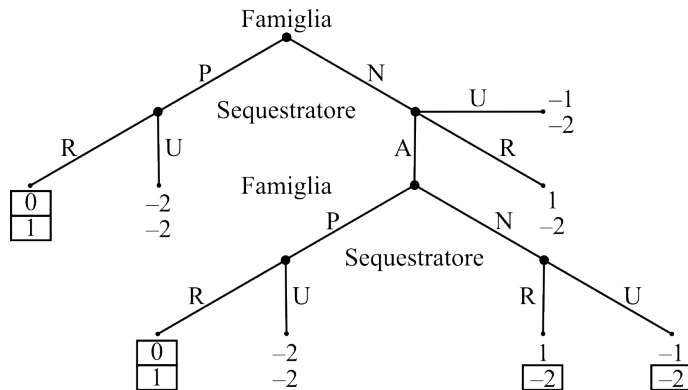 Famiglia
P N
Sequestratore U –1
–2
R U A R
0 –2 Famiglia 1
1 –2 –2
P N
Sequestratore
R U R U
0 –2 1 –1
1 –2 –2 –2